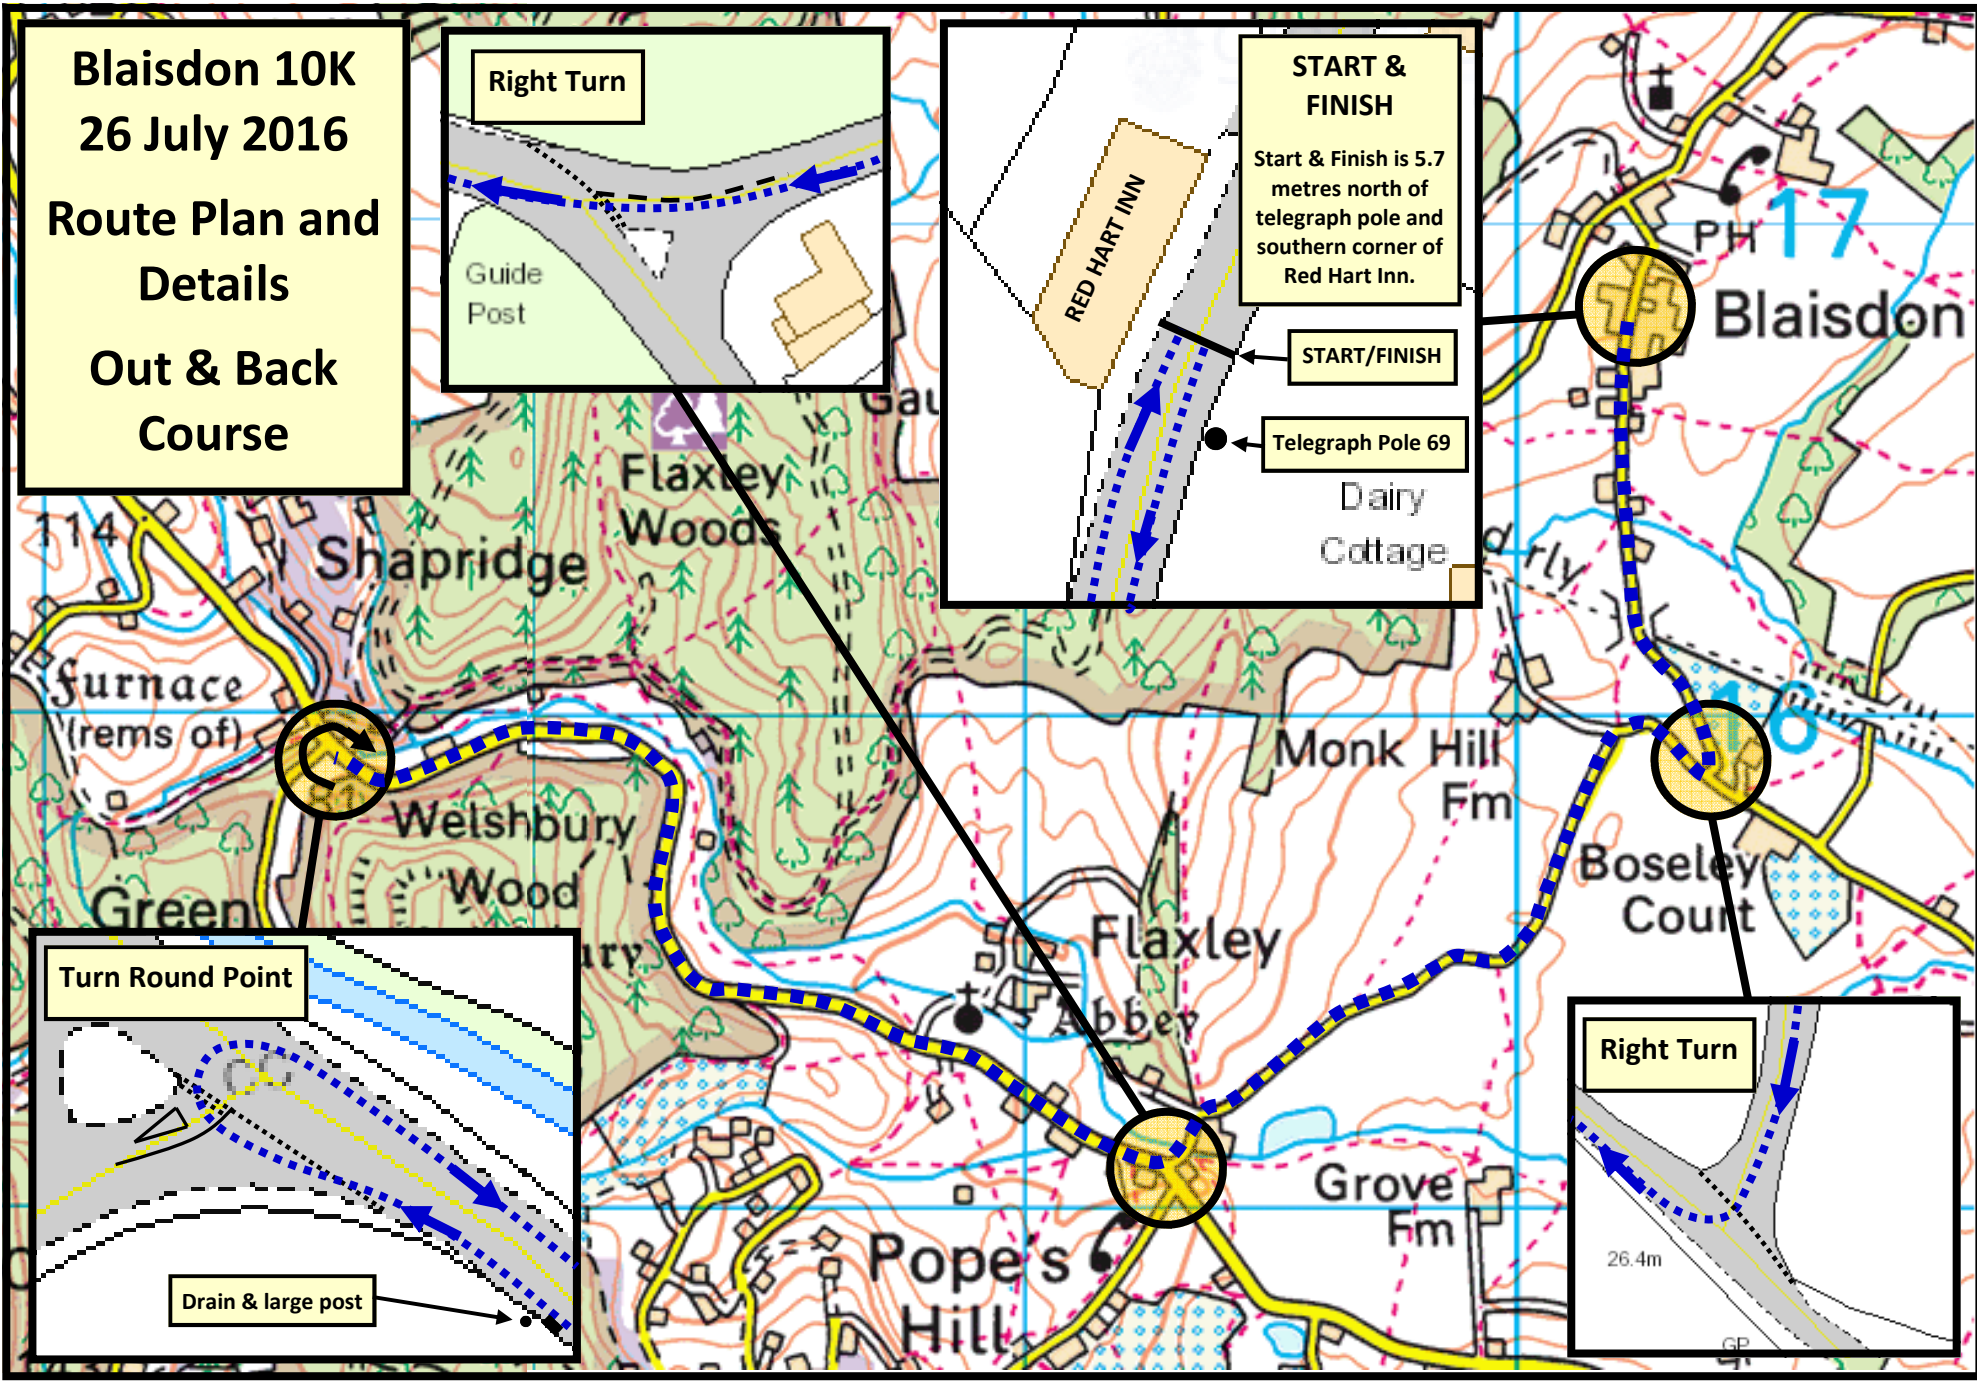 Blaisdon 10K
26 July 2016
Route Plan and
Details
Out & Back
Course
Right Turn
Guide
Post
START &
FINISH
Start & Finish is 5.7
metres north of
telegraph pole and
southern corner of
Red Hart Inn.
RED HART INN
START/FINISH
Telegraph Pole 69
Dairy
Cottage
PH
17
Blaisdon
Gau
Flaxley
Woods
114
Shapridge
d rly
furnace
(rems of)
16
Monk Hill
Fm
Welshbury
Wood
Boseley
Court
Green
ury
Flaxley
Abbey
Turn Round Point
Drain & large post
Right Turn
26.4m
GP
Grove
Fm
Pope's
Hill